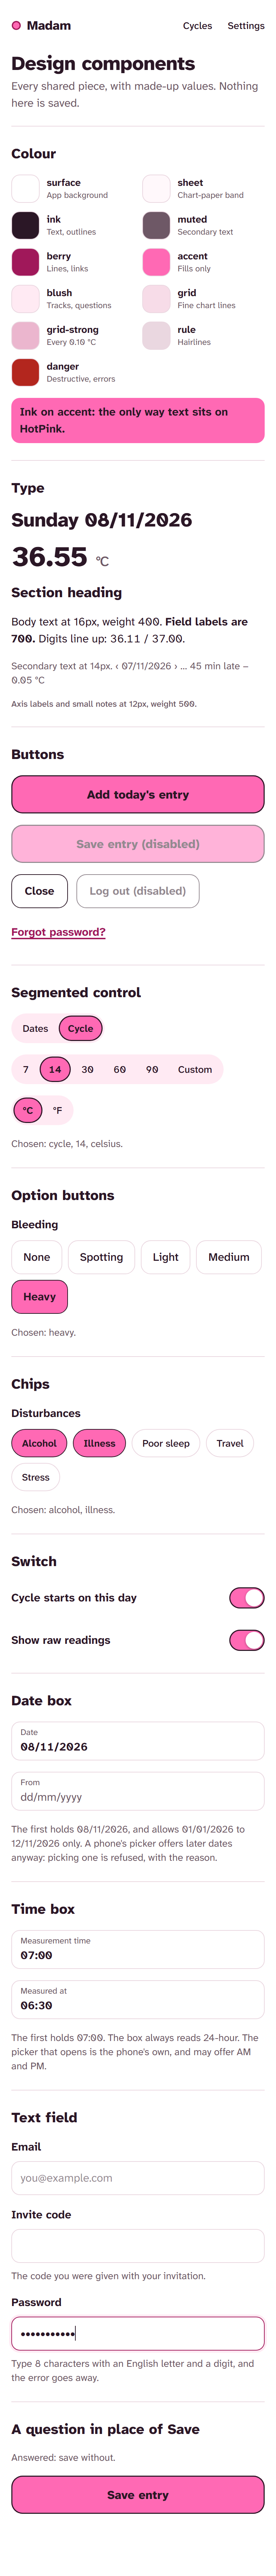 Madam
Cycles Settings
Design components
Every shared piece, with made-up values. Nothing
here is saved.
Colour
surface
App background
sheet
Chart-paper band
ink
Text, outlines
muted
Secondary text
berry
Lines, links
accent
Fills only
blush
Tracks, questions
grid
Fine chart lines
grid-strong
Every 0.10 °C
rule
Hairlines
danger
Destructive, errors
Ink on accent: the only way text sits on
HotPink.
Type
Sunday 08/11/2026
36.55 °C
Section heading
Body text at 16px, weight 400. Field labels are
700. Digits line up: 36.11 / 37.00.
Secondary text at 14px. ‹ 07/11/2026 › … 45 min late −
0.05 °C
Axis labels and small notes at 12px, weight 500.
Buttons
Add today's entry
Save entry (disabled)
Close
Log out (disabled)
Forgot password?
Segmented control
Dates Cycle
7 14 30 60 90 Custom
°C °F
Chosen: cycle, 14, celsius.
Option buttons
Bleeding
None Spotting Light Medium
Heavy
Chosen: heavy.
Chips
Disturbances
Alcohol Illness Poor sleep Travel
Stress
Chosen: alcohol, illness.
Switch
Cycle starts on this day
Show raw readings
Date box
Date
08/11/2026
From
dd/mm/yyyy
The first holds 08/11/2026, and allows 01/01/2026 to
12/11/2026 only. A phone's picker offers later dates
anyway: picking one is refused, with the reason.
Time box
Measurement time
07:00
Measured at
06:30
The first holds 07:00. The box always reads 24-hour. The
picker that opens is the phone's own, and may offer AM
and PM.
Text field
Email
you@example.com
Invite code
The code you were given with your invitation.
Password
•••••••••••
Type 8 characters with an English letter and a digit, and
the error goes away.
A question in place of Save
Answered: save without.
Save entry